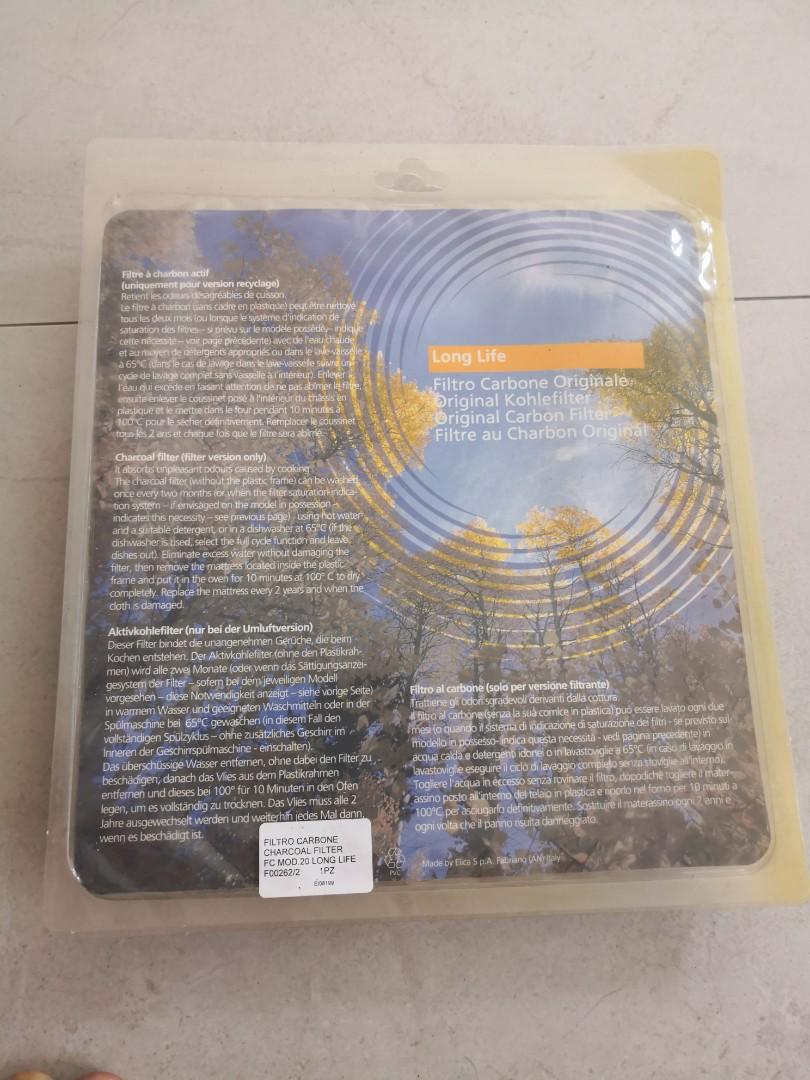 Filtre à charbon actif
(uniquement pour version recyclage)
Retient les odeurs désagréables de cuisson.
Le filtre à charbon (sans cadre en plastique) peut être nettoyé
tous les deux mois (ou lorsque le système d'indication de
saturation des filtres – si prévu sur le modèle possédé – indique
cette nécessité – voir page précédente) avec de l'eau chaude
et au moyen de détergents appropriés ou dans le lave-vaisselle
à 65°C (dans le cas de lavage dans le lave-vaisselle suivre un
cycle de lavage complet sans vaisselle à l'intérieur). Enlever
l'eau qui excède en faisant attention de ne pas abîmer le filtre,
ensuite enlever le coussinet posé à l'intérieur du châssis en
plastique et le mettre dans le four pendant 10 minutes à
100°C pour le sécher définitivement. Remplacer le coussinet
tous les 2 ans et chaque fois que le filtre sera abîmé.
Charcoal filter (filter version only)
It absorbs unpleasant odours caused by cooking.
The charcoal filter (without the plastic frame) can be washed
once every two months (or when the filter saturation indica-
tion system – if envisaged on the model in possession –
indicates this necessity – see previous page) - using hot water
and a suitable detergent, or in a dishwasher at 65°C (if the
dishwasher is used, select the full cycle function and leave
dishes out). Eliminate excess water without damaging the
filter, then remove the mattress located inside the plastic
frame and put it in the oven for 10 minutes at 100° C to dry
completely. Replace the mattress every 2 years and when the
cloth is damaged.
Aktivkohlefilter (nur bei der Umluftversion)
Dieser Filter bindet die unangenehmen Gerüche, die beim
Kochen entstehen. Der Aktivkohlefilter (ohne den Plastikrah-
men) wird alle zwei Monate (oder wenn das Sättigungsanzei-
gesystem der Filter – sofern bei dem jeweiligen Modell
vorgesehen – diese Notwendigkeit anzeigt – siehe vorige Seite)
in warmem Wasser und geeigneten Waschmitteln oder in der
Spülmaschine bei 65°C gewaschen (in diesem Fall den
vollständigen Spülzyklus – ohne zusätzliches Geschirr im
Inneren der Geschirrspülmaschine - einschalten).
Das überschüssige Wasser entfernen, ohne dabei den Filter zu
beschädigen, danach das Vlies aus dem Plastikrahmen
entfernen und dieses bei 100° für 10 Minuten in den Ofen
legen, um es vollständig zu trocknen. Das Vlies muss alle 2
Jahre ausgewechselt werden und weiterhin jedes Mal dann,
wenn es beschädigt ist.
Long Life
Filtro Carbone Originale
Original Kohlefilter
Original Carbon Filter
Filtre au Charbon Original
Filtro al carbone (solo per versione filtrante)
Trattiene gli odori sgradevoli derivanti dalla cottura.
Il filtro al carbone (senza la sua cornice in plastica) può essere lavato ogni due
mesi (o quando il sistema di indicazione di saturazione dei filtri - se previsto sul
modello in possesso- indica questa necessità - vedi pagina precedente) in
acqua calda e detergenti idonei o in lavastoviglie a 65°C (in caso di lavaggio in
lavastoviglie eseguire il ciclo di lavaggio completo senza stoviglie all'interno).
Togliere l'acqua in eccesso senza rovinare il filtro, dopodichè togliere il mater-
assino posto all'interno del telaio in plastica e riporlo nel forno per 10 minuti a
100°C per asciugarlo definitivamente. Sostituire il materassino ogni 2 anni e
ogni volta che il panno risulta danneggiato.
FILTRO CARBONE
CHARCOAL FILTER
FC MOD.20 LONG LIFE
F00262/2 1PZ
PVC
Made by Elica S.p.A. Fabriano (AN) Italy